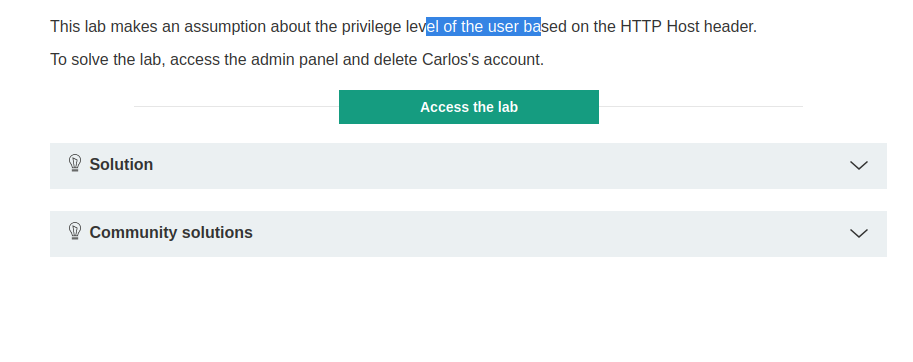 This lab makes an assumption about the privilege level of the user based on the HTTP Host header.
To solve the lab, access the admin panel and delete Carlos's account.
Access the lab
Solution
Community solutions